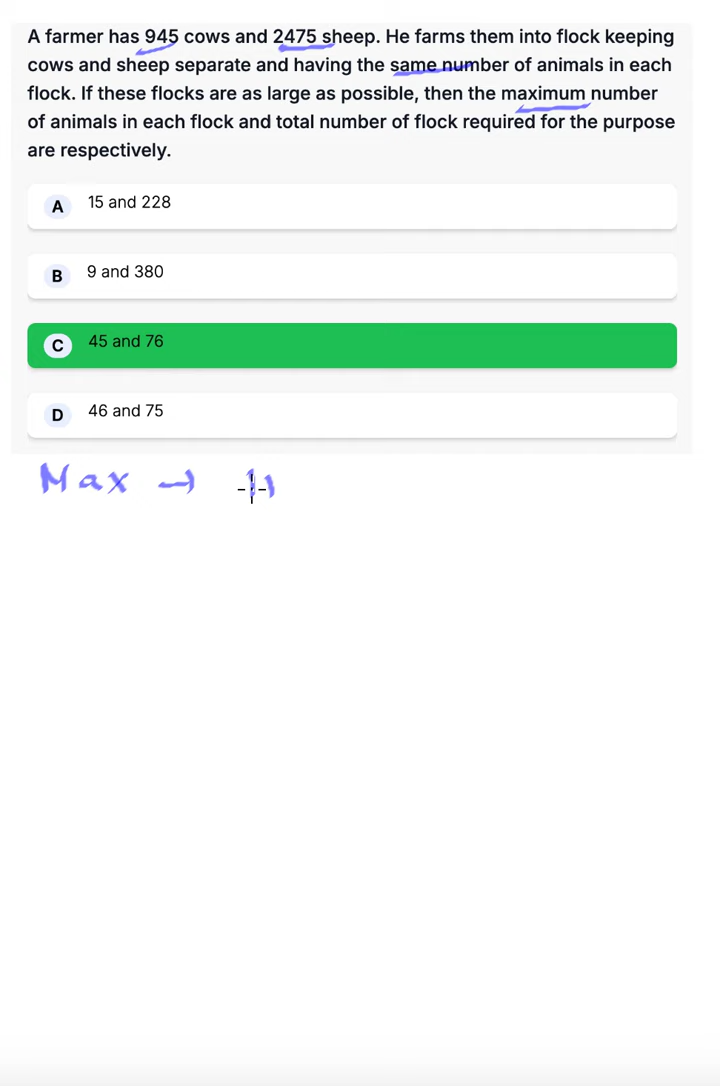 A farmer has 945 cows and 2475 sheep. He farms them into flock keeping
cows and sheep separate and having the same number of animals in each
flock. If these flocks are as large as possible, then the maximum number
of animals in each flock and total number of flock required for the purpose
are respectively.
A 15 and 228
B 9 and 380
C 45 and 76
D 46 and 75
Max →